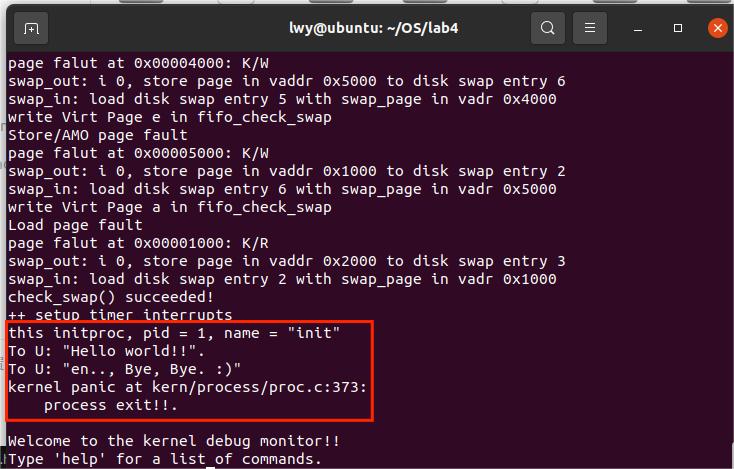 lwy@ubuntu: ~/OS/lab4
page falut at 0x00004000: K/W
swap_out: i 0, store page in vaddr 0x5000 to disk swap entry 6
swap_in: load disk swap entry 5 with swap_page in vadr 0x4000
write Virt Page e in fifo_check_swap
Store/AMO page fault
page falut at 0x00005000: K/W
swap_out: i 0, store page in vaddr 0x1000 to disk swap entry 2
swap_in: load disk swap entry 6 with swap_page in vadr 0x5000
write Virt Page a in fifo_check_swap
Load page fault
page falut at 0x00001000: K/R
swap_out: i 0, store page in vaddr 0x2000 to disk swap entry 3
swap_in: load disk swap entry 2 with swap_page in vadr 0x1000
check_swap() succeeded!
++ setup timer interrupts
this initproc, pid = 1, name = "init"
To U: "Hello world!!".
To U: "en.., Bye, Bye. :)"
kernel panic at kern/process/proc.c:373:
    process exit!!.
Welcome to the kernel debug monitor!!
Type 'help' for a list of commands.